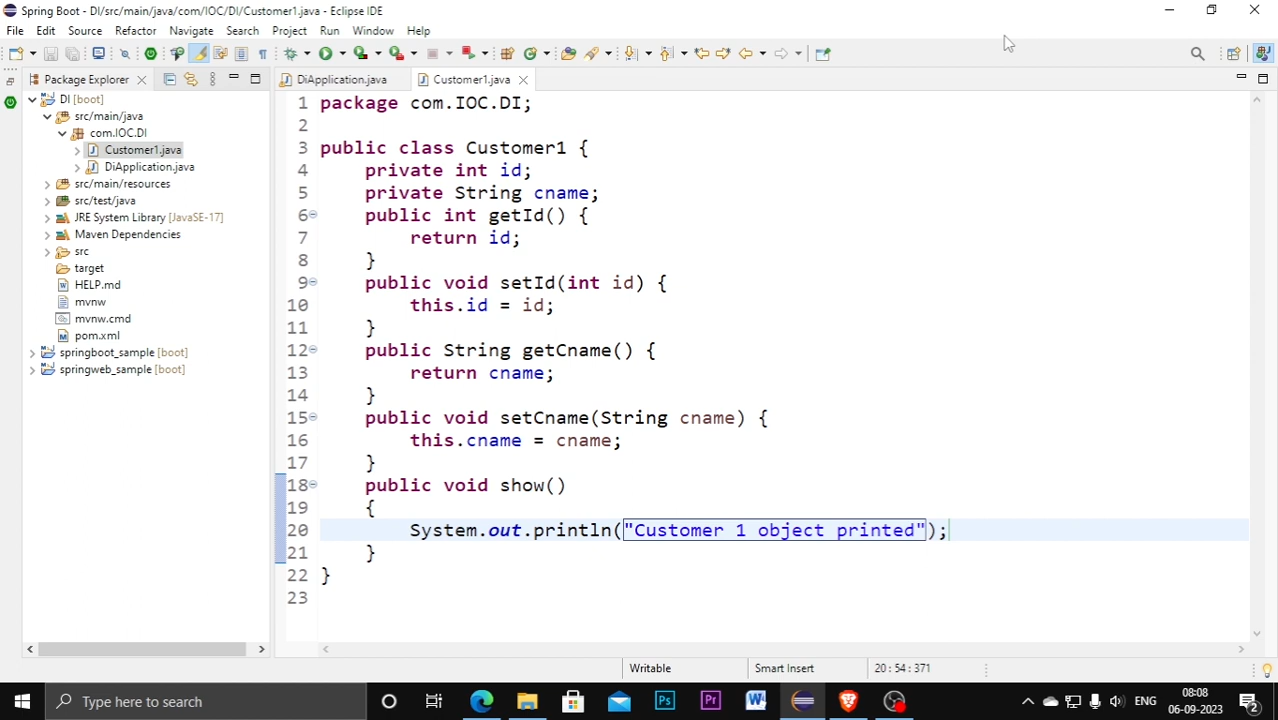 Spring Boot - DI/src/main/java/com/IOC/DI/Customer1.java - Eclipse IDE
File Edit Source Refactor Navigate Search Project Run Window Help
Package Explorer
DI [boot]
src/main/java
com.IOC.DI
Customer1.java
DiApplication.java
src/main/resources
src/test/java
JRE System Library [JavaSE-17]
Maven Dependencies
src
target
HELP.md
mvnw
mvnw.cmd
pom.xml
springboot_sample [boot]
springweb_sample [boot]
DiApplication.java Customer1.java
1 package com.IOC.DI;
2
3 public class Customer1 {
4 private int id;
5 private String cname;
6 public int getId() {
7 return id;
8 }
9 public void setId(int id) {
10 this.id = id;
11 }
12 public String getCname() {
13 return cname;
14 }
15 public void setCname(String cname) {
16 this.cname = cname;
17 }
18 public void show()
19 {
20 System.out.println("Customer 1 object printed");
21 }
22 }
23
Writable Smart Insert 20 : 54 : 371
Type here to search
Ps Pr W
ENG
08:08
06-09-2023
2